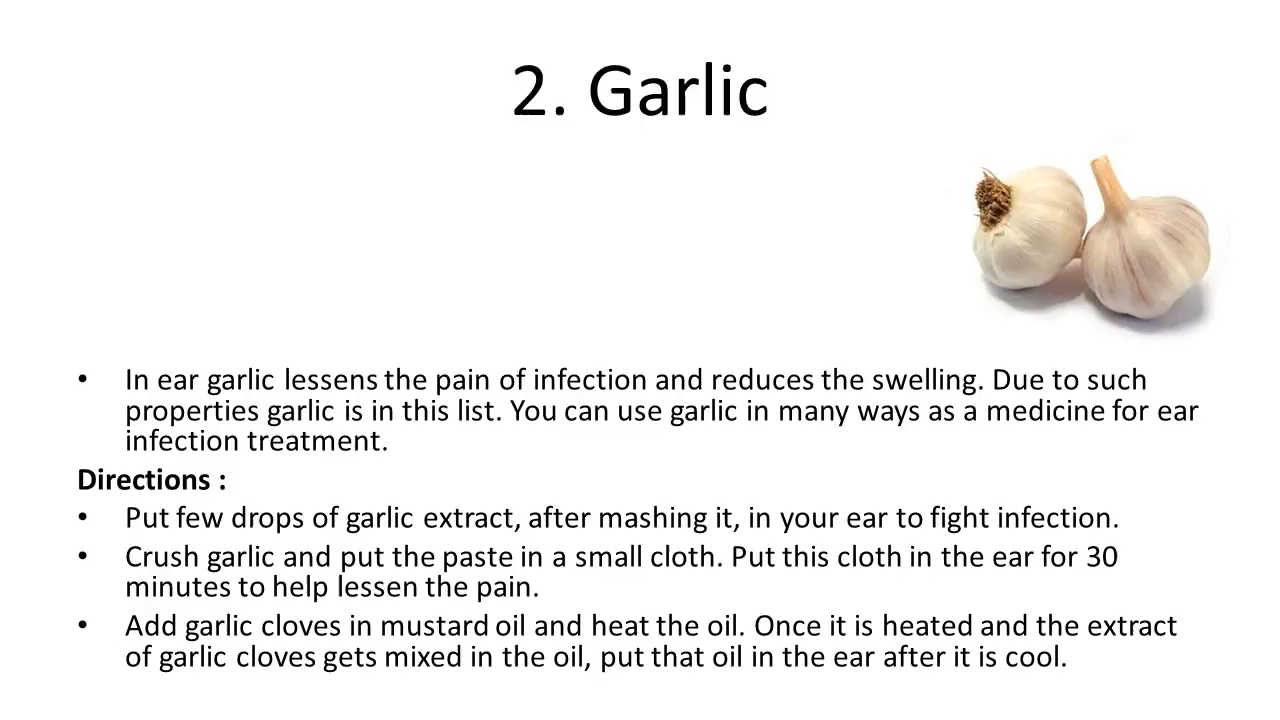 2. Garlic
• In ear garlic lessens the pain of infection and reduces the swelling. Due to such
properties garlic is in this list. You can use garlic in many ways as a medicine for ear
infection treatment.
Directions :
• Put few drops of garlic extract, after mashing it, in your ear to fight infection.
• Crush garlic and put the paste in a small cloth. Put this cloth in the ear for 30
minutes to help lessen the pain.
• Add garlic cloves in mustard oil and heat the oil. Once it is heated and the extract
of garlic cloves gets mixed in the oil, put that oil in the ear after it is cool.